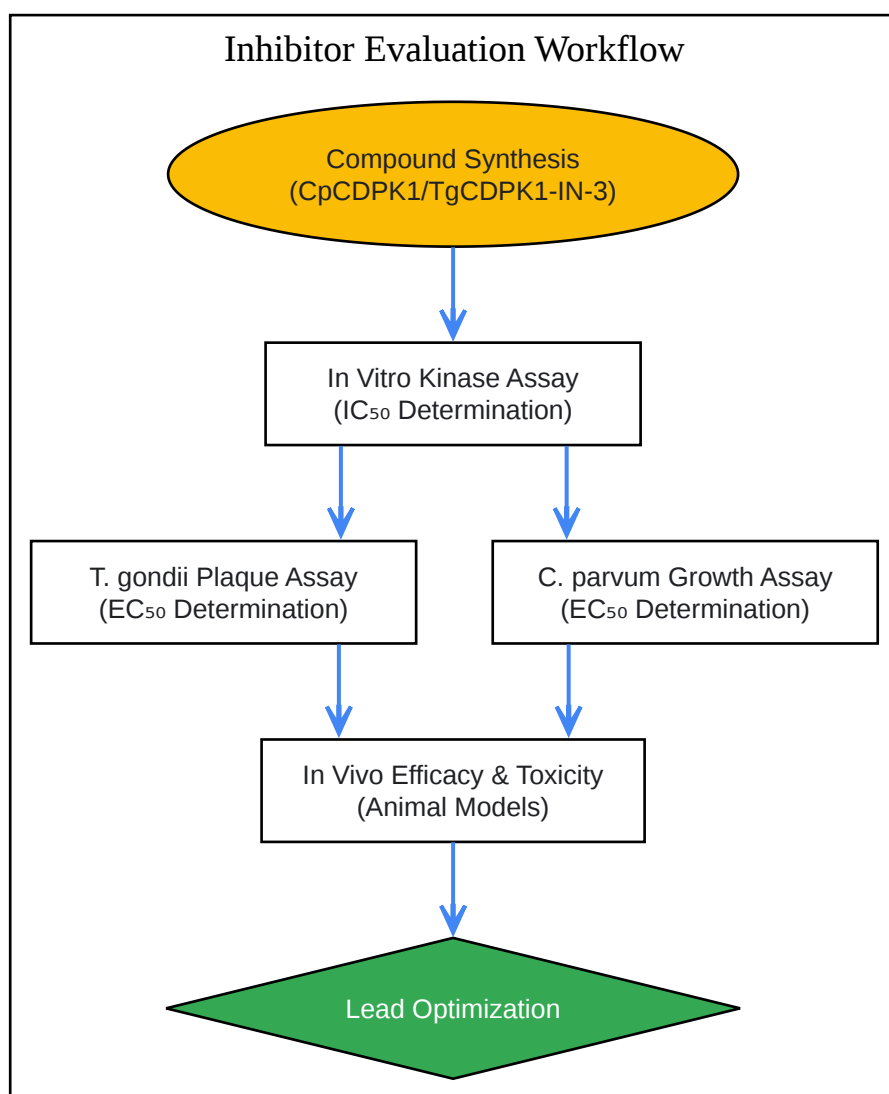 Inhibitor Evaluation Workflow
Compound Synthesis
(CpCDPK1/TgCDPK1-IN-3)
In Vitro Kinase Assay
(IC₅₀ Determination)
T. gondii Plaque Assay
(EC₅₀ Determination)
C. parvum Growth Assay
(EC₅₀ Determination)
In Vivo Efficacy & Toxicity
(Animal Models)
Lead Optimization